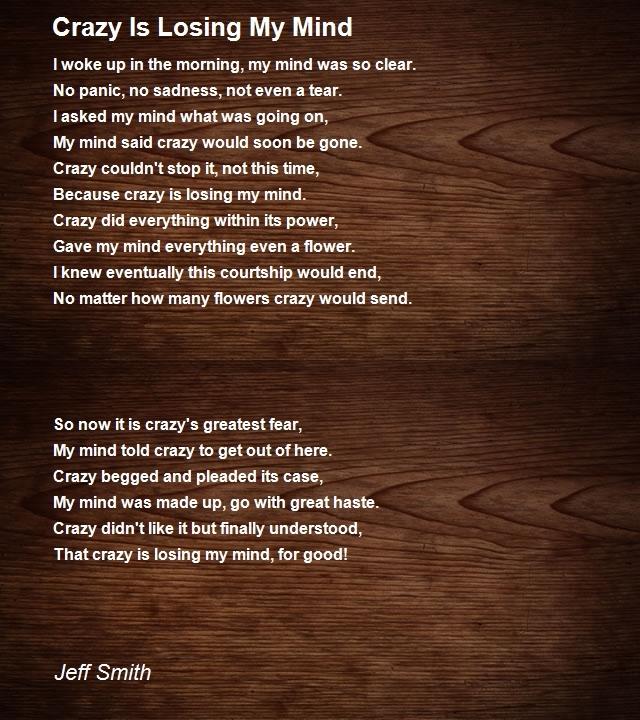 Crazy Is Losing My Mind
I woke up in the morning, my mind was so clear.
No panic, no sadness, not even a tear.
I asked my mind what was going on,
My mind said crazy would soon be gone.
Crazy couldn't stop it, not this time,
Because crazy is losing my mind.
Crazy did everything within its power,
Gave my mind everything even a flower.
I knew eventually this courtship would end,
No matter how many flowers crazy would send.
So now it is crazy's greatest fear,
My mind told crazy to get out of here.
Crazy begged and pleaded its case,
My mind was made up, go with great haste.
Crazy didn't like it but finally understood,
That crazy is losing my mind, for good!
Jeff Smith